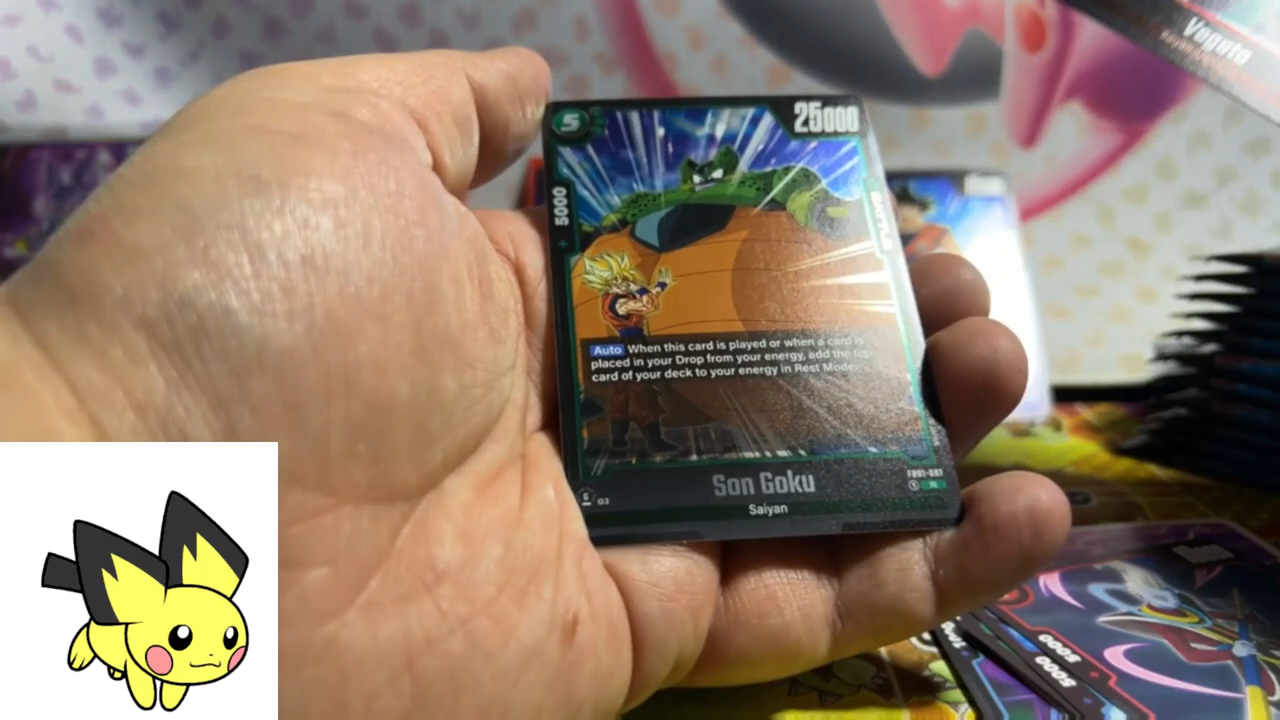 Vegeta
5
25000
+ 5000
BATTLE
Auto When this card is played or when a card is
placed in your Drop from your energy, add the top
card of your deck to your energy in Rest Mode.
Son Goku
Saiyan
G3
5000
5000